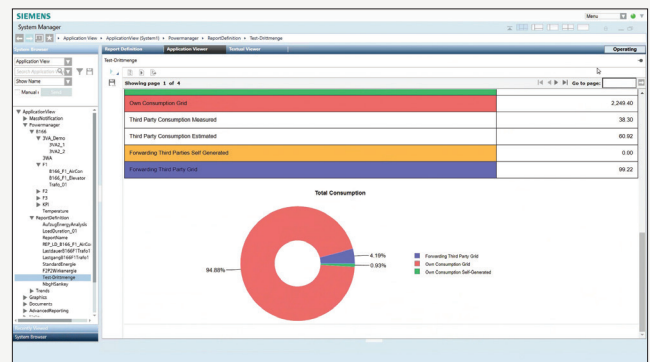 SIEMENS
Menu
System Manager
Application View ▸ ApplicationView (System1) ▸ Powermanager ▸ ReportDefinition ▸ Test-Drittmenge
System Browser
Report Definition
Application Viewer
Textual Viewer
Operating
Application View
Test-Drittmenge
Show Name
Manual
Showing page 1 of 4
Go to page:
ApplicationView
MassNotification
Powermanager
B166
3VA_Demo
3VA2_1
3VA2_2
3WA
F1
B166_F1_AirCon
B166_F1_Elevator
Trafo_01
F2
F3
KPI
Temperature
ReportDefinition
AufzugEnergyAnalysis
LoadDuration_01
ReportName
REP_LD_B166_F1_AirCo
LastdauerB166F1Trafo1
LastgangB166F1Trafo1
StandardEnergie
F2F2Wirkenergie
Test-Drittmenge
NbgHSankey
Trends
Graphics
Documents
AdvancedReporting
System Browser
Own Consumption Grid 2,249.40
Third Party Consumption Measured 38.30
Third Party Consumption Estimated 60.92
Forwarding Third Parties Self Generated 0.00
Forwarding Third Party Grid 99.22
Total Consumption
94.88%
4.19%
0.93%
Forwarding Third Party Grid
Own Consumption Grid
Own Consumption Self-Generated